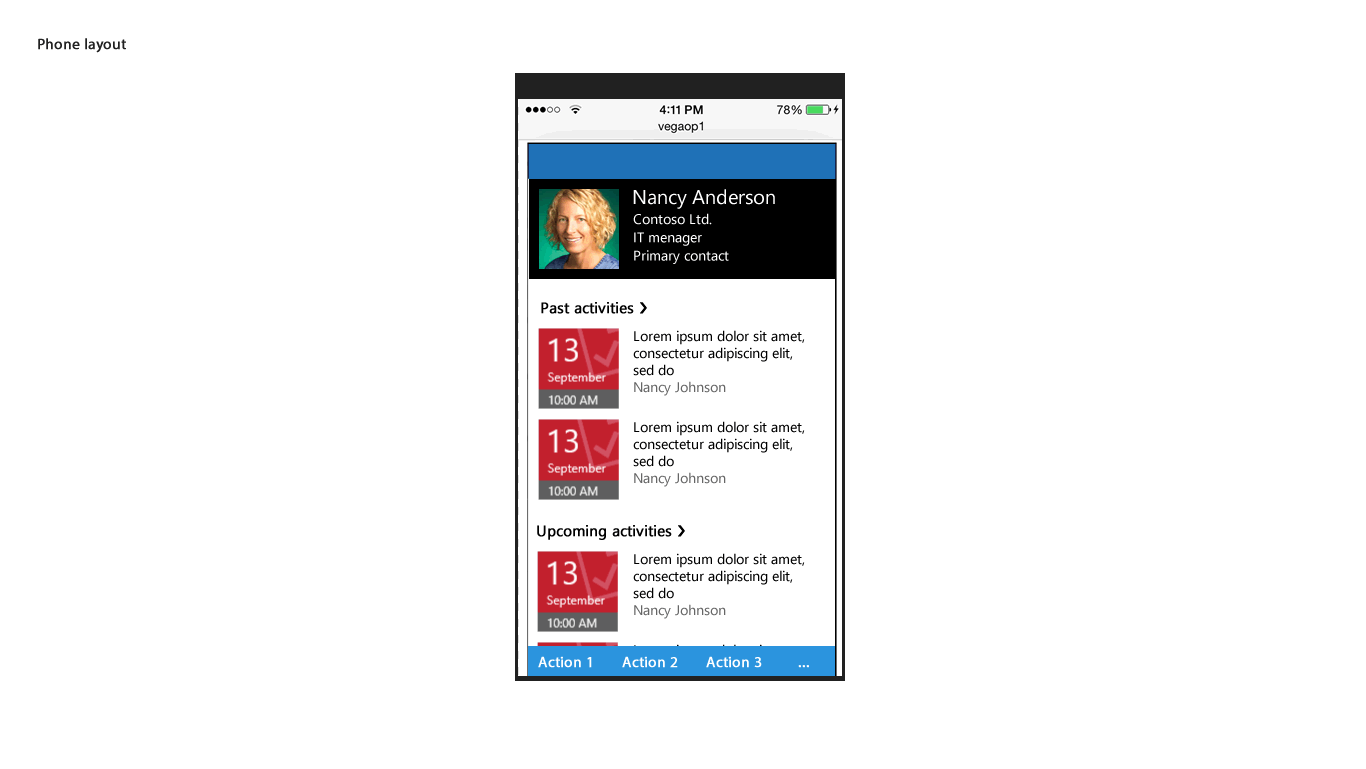 Phone layout
4:11 PM
78%
vegaop1
Nancy Anderson
Contoso Ltd.
IT menager
Primary contact
Past activities ❯
13
September
10:00 AM
Lorem ipsum dolor sit amet,
consectetur adipiscing elit,
sed do
Nancy Johnson
13
September
10:00 AM
Lorem ipsum dolor sit amet,
consectetur adipiscing elit,
sed do
Nancy Johnson
Upcoming activities ❯
13
September
10:00 AM
Lorem ipsum dolor sit amet,
consectetur adipiscing elit,
sed do
Nancy Johnson
Action 1 Action 2 Action 3 ...